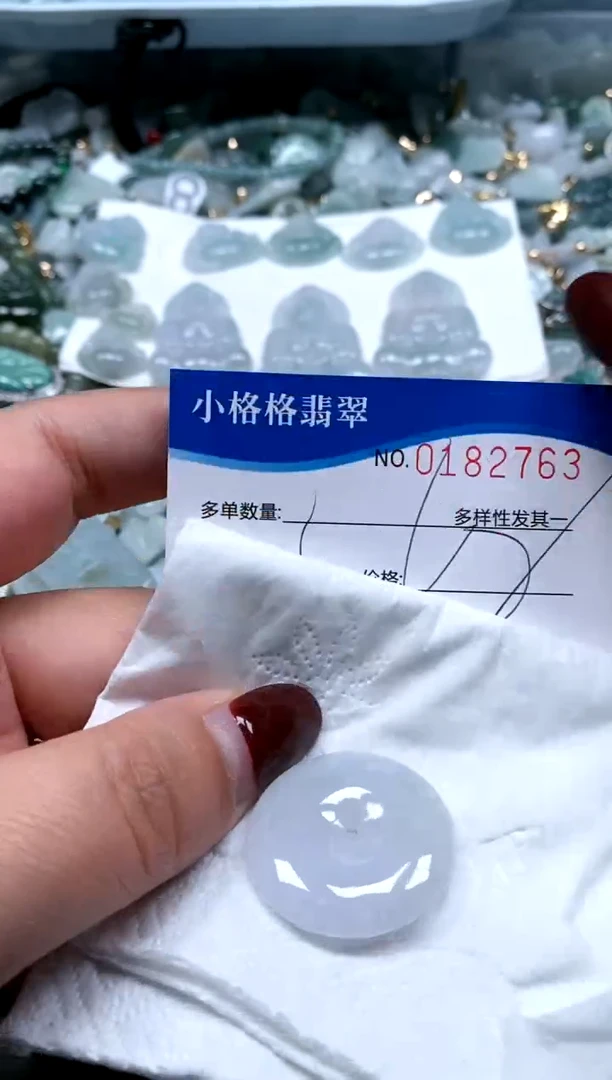 小格格翡翠
NO. 0182763
多单数量:
多样性发其一
价格: